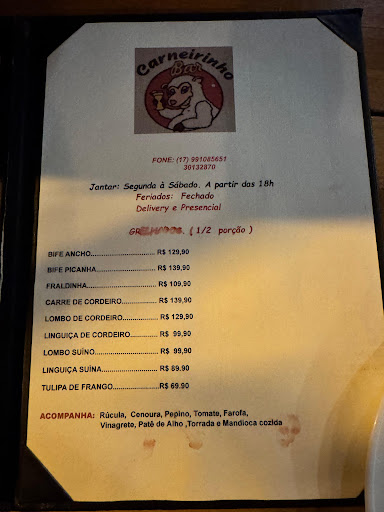 Carneirinho
Bar
FONE: (17) 991085651
30132870
Jantar: Segunda à Sábado. A partir das 18h
Feriados: Fechado
Delivery e Presencial
GRELHADOS. ( 1/2 porção )
BIFE ANCHO............................ R$ 129,90
BIFE PICANHA......................... R$ 139,90
FRALDINHA.............................. R$ 109,90
CARRE DE CORDEIRO............... R$ 139,90
LOMBO DE CORDEIRO............... R$ 129,90
LINGUIÇA DE CORDEIRO............ R$ 99,90
LOMBO SUÍNO........................... R$ 99,90
LINGUIÇA SUÍNA........................ R$ 89,90
TULIPA DE FRANGO....................R$ 69.90
ACOMPANHA: Rúcula, Cenoura, Pepino, Tomate, Farofa,
Vinagrete, Patê de Alho ,Torrada e Mandioca cozida